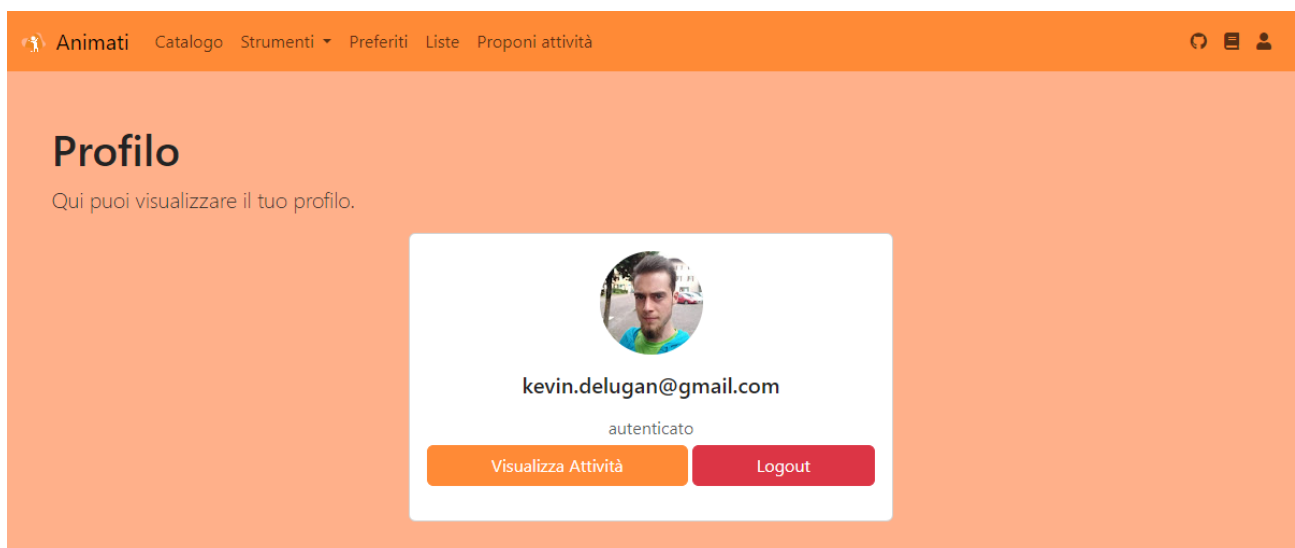 Animati Catalogo Strumenti Preferiti Liste Proponi attività
Profilo
Qui puoi visualizzare il tuo profilo.
kevin.delugan@gmail.com
autenticato
Visualizza Attività Logout